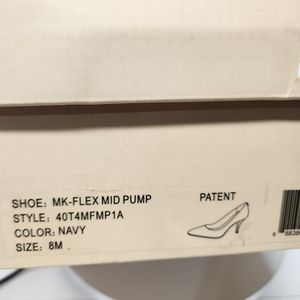 SHOE: MK-FLEX MID PUMP PATENT
STYLE: 40T4MFMP1A
COLOR: NAVY
SIZE: 8M